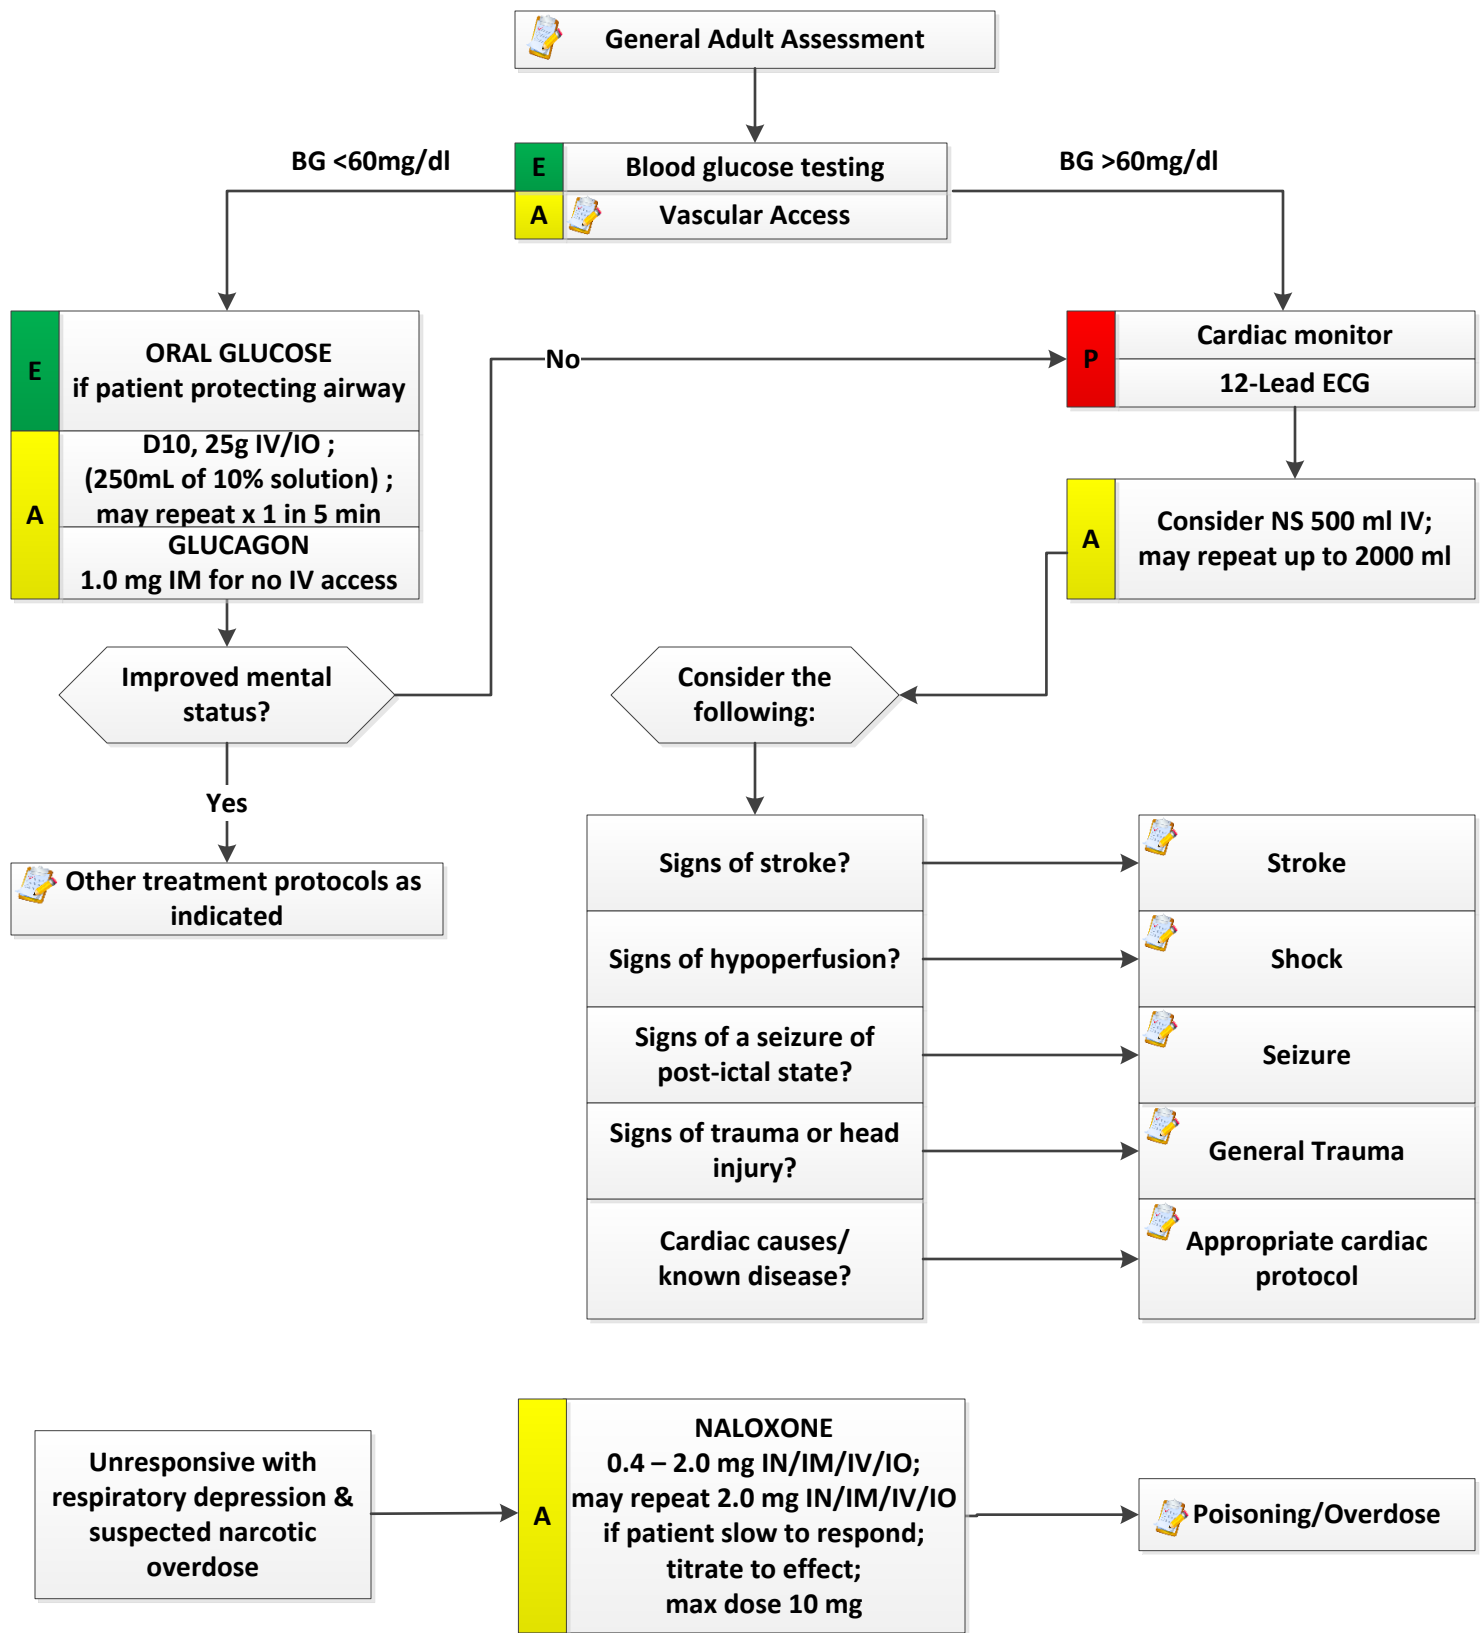 General Adult Assessment
BG <60mg/dl
E
Blood glucose testing
BG >60mg/dl
A
Vascular Access
E
ORAL GLUCOSE
if patient protecting airway
A
D10, 25g IV/IO ;
(250mL of 10% solution) ;
may repeat x 1 in 5 min
GLUCAGON
1.0 mg IM for no IV access
No
P
Cardiac monitor
12-Lead ECG
A
Consider NS 500 ml IV;
may repeat up to 2000 ml
Improved mental
status?
Yes
Other treatment protocols as
indicated
Consider the
following:
Signs of stroke?
Stroke
Signs of hypoperfusion?
Shock
Signs of a seizure of
post-ictal state?
Seizure
Signs of trauma or head
injury?
General Trauma
Cardiac causes/
known disease?
Appropriate cardiac
protocol
Unresponsive with
respiratory depression &
suspected narcotic
overdose
A
NALOXONE
0.4 – 2.0 mg IN/IM/IV/IO;
may repeat 2.0 mg IN/IM/IV/IO
if patient slow to respond;
titrate to effect;
max dose 10 mg
Poisoning/Overdose